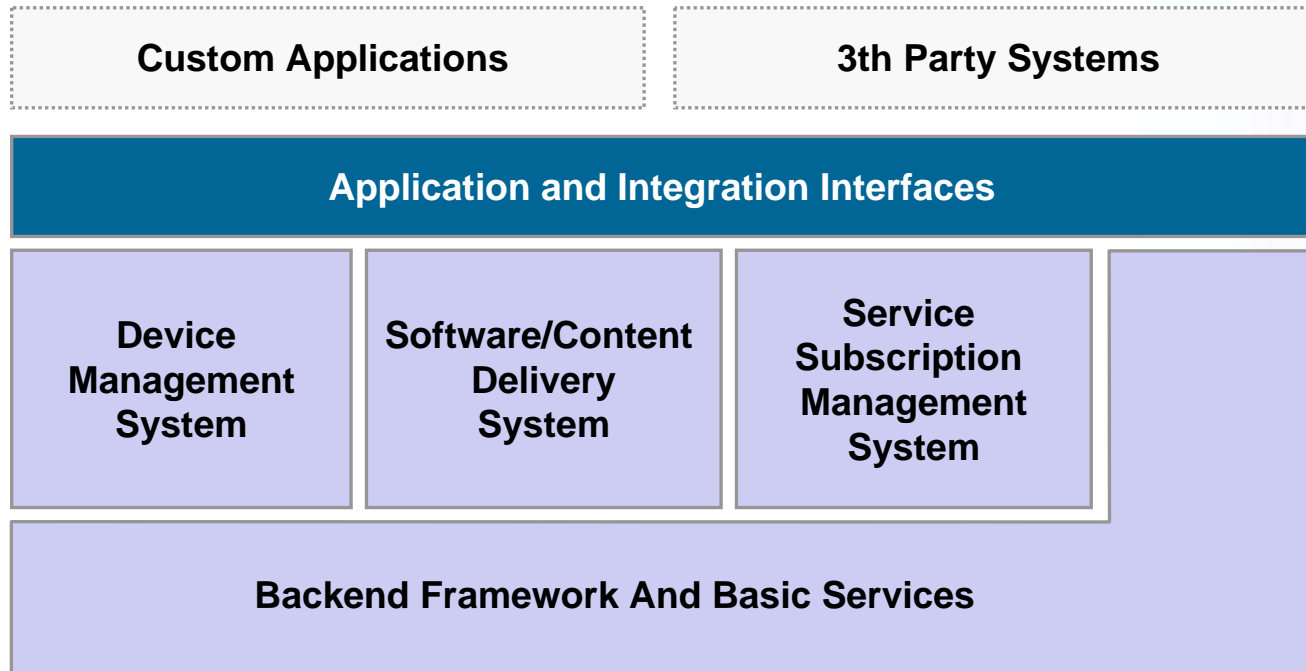 Custom Applications
3th Party Systems
Application and Integration Interfaces
Device
Management
System
Software/Content
Delivery
System
Service
Subscription
Management
System
Backend Framework And Basic Services